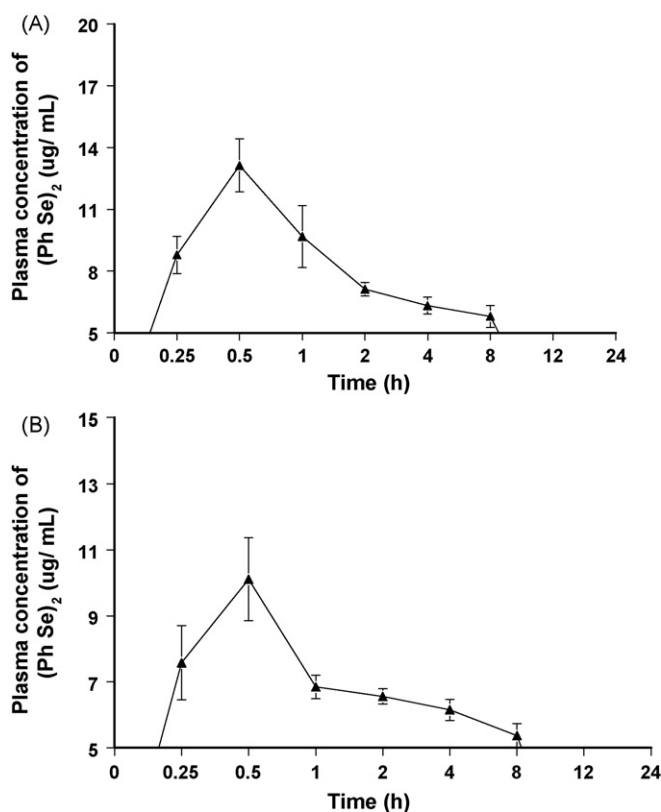 (A)
Plasma concentration of
(Ph Se)₂ (ug/ mL)
20
17
14
11
8
5
0 0.25 0.5 1 2 4 8 12 24
Time (h)
(B)
Plasma concentration of
(Ph Se)₂ (ug/ mL)
15
13
11
9
7
5
0 0.25 0.5 1 2 4 8 12 24
Time (h)